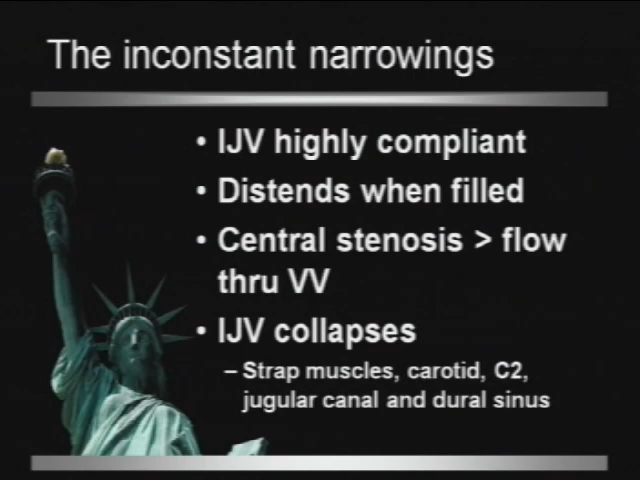 The inconstant narrowings
• IJV highly compliant
• Distends when filled
• Central stenosis > flow
thru VV
• IJV collapses
– Strap muscles, carotid, C2,
jugular canal and dural sinus